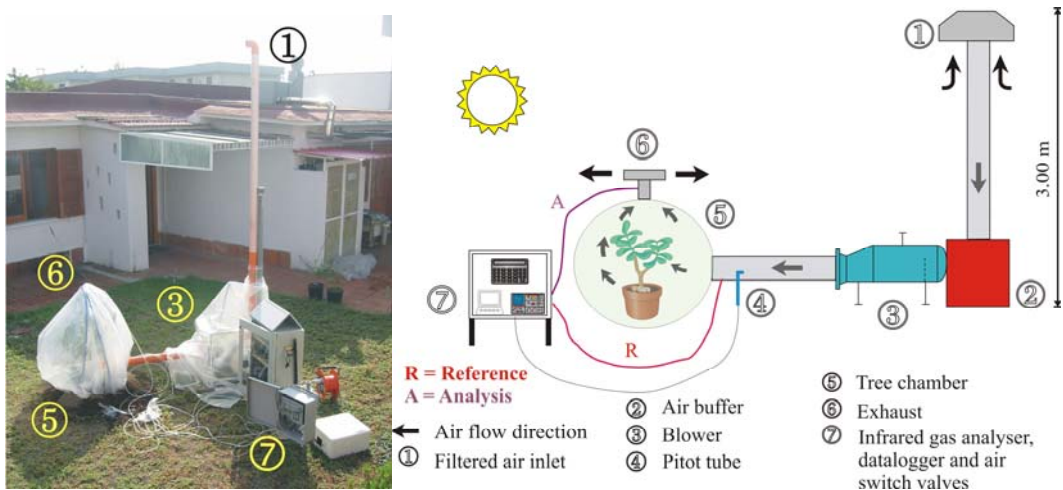 ①
⑥
③
⑤
⑦
①
3.00 m
⑥
A
⑤
⑦
④
③
②
R
R = Reference
A = Analysis
Air flow direction
① Filtered air inlet
② Air buffer
③ Blower
④ Pitot tube
⑤ Tree chamber
⑥ Exhaust
⑦ Infrared gas analyser,
datalogger and air
switch valves